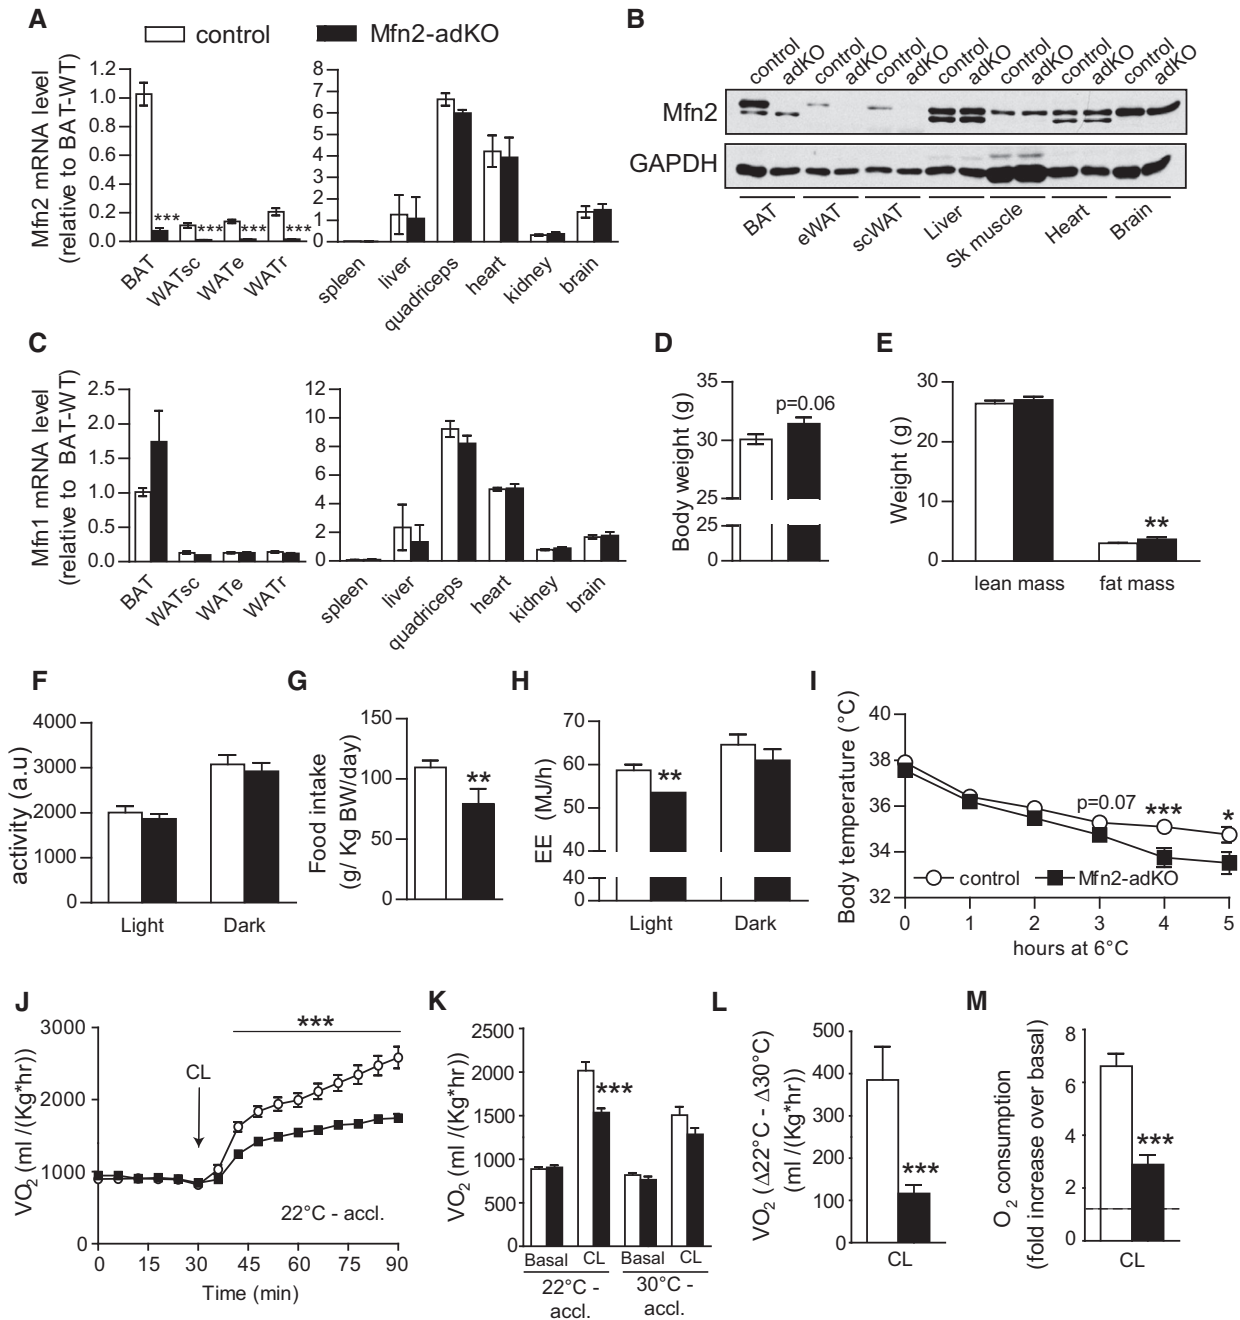 A
control
Mfn2-adKO
Mfn2 mRNA level
(relative to BAT-WT)
1.2
1.0
0.8
0.6
0.4
0.2
0.0
***
***
***
***
BAT
WATsc
WATe
WATr
8
7
6
5
4
3
2
1
0
spleen
liver
quadriceps
heart
kidney
brain
B
control
adKO
control
adKO
control
adKO
control
adKO
control
adKO
control
adKO
control
adKO
Mfn2
GAPDH
BAT
eWAT
scWAT
Liver
Sk muscle
Heart
Brain
C
Mfn1 mRNA level
(relative to BAT-WT)
2.5
2.0
1.5
1.0
0.5
0.0
BAT
WATsc
WATe
WATr
12
10
8
6
4
2
0
spleen
liver
quadriceps
heart
kidney
brain
D
Body weight (g)
35
30
25
25
0
p=0.06
E
Weight (g)
30
20
10
0
**
lean mass
fat mass
F
activity (a.u)
4000
3000
2000
1000
0
Light
Dark
G
Food intake
(g/ Kg BW/day)
150
100
50
0
**
H
EE (MJ/h)
70
60
50
40
40
0
**
Light
Dark
I
Body temperature (°C)
40
38
36
34
32
p=0.07
***
*
control
Mfn2-adKO
0
1
2
3
4
5
hours at 6°C
J
VO2 (ml /(Kg*hr))
3000
2000
1000
0
***
CL
22°C - accl.
0
15
30
45
60
75
90
Time (min)
K
VO2 (ml /(Kg*hr))
2500
2000
1500
1000
500
0
***
Basal
CL
Basal
CL
22°C -
accl.
30°C -
accl.
L
VO2 (Δ22°C - Δ30°C)
(ml /(Kg*hr))
500
400
300
200
100
0
***
CL
M
O2 consumption
(fold increase over basal)
8
6
4
2
0
***
CL